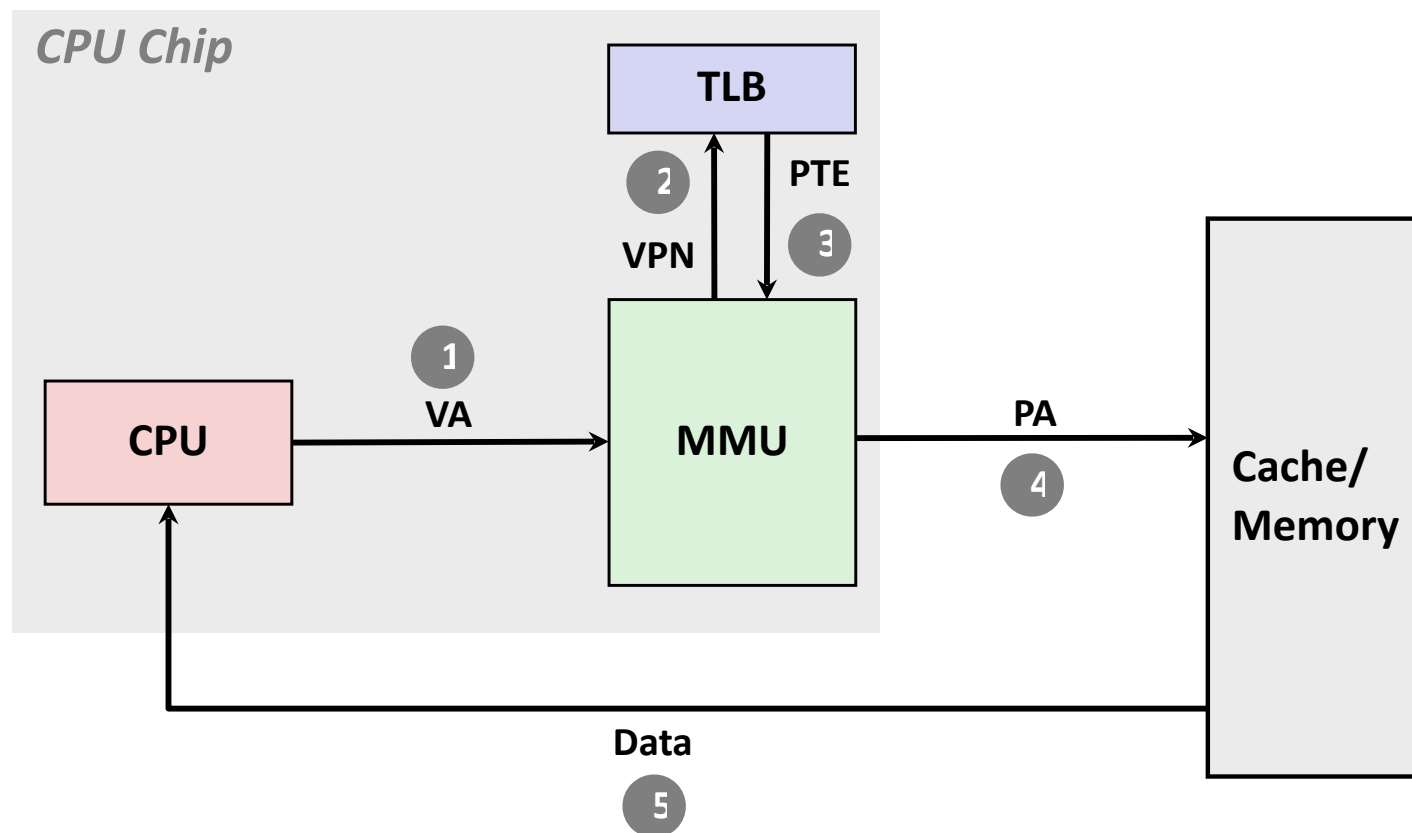 CPU Chip
TLB
2
PTE
VPN
3
1
VA
CPU
MMU
PA
4
Cache/
Memory
Data
5